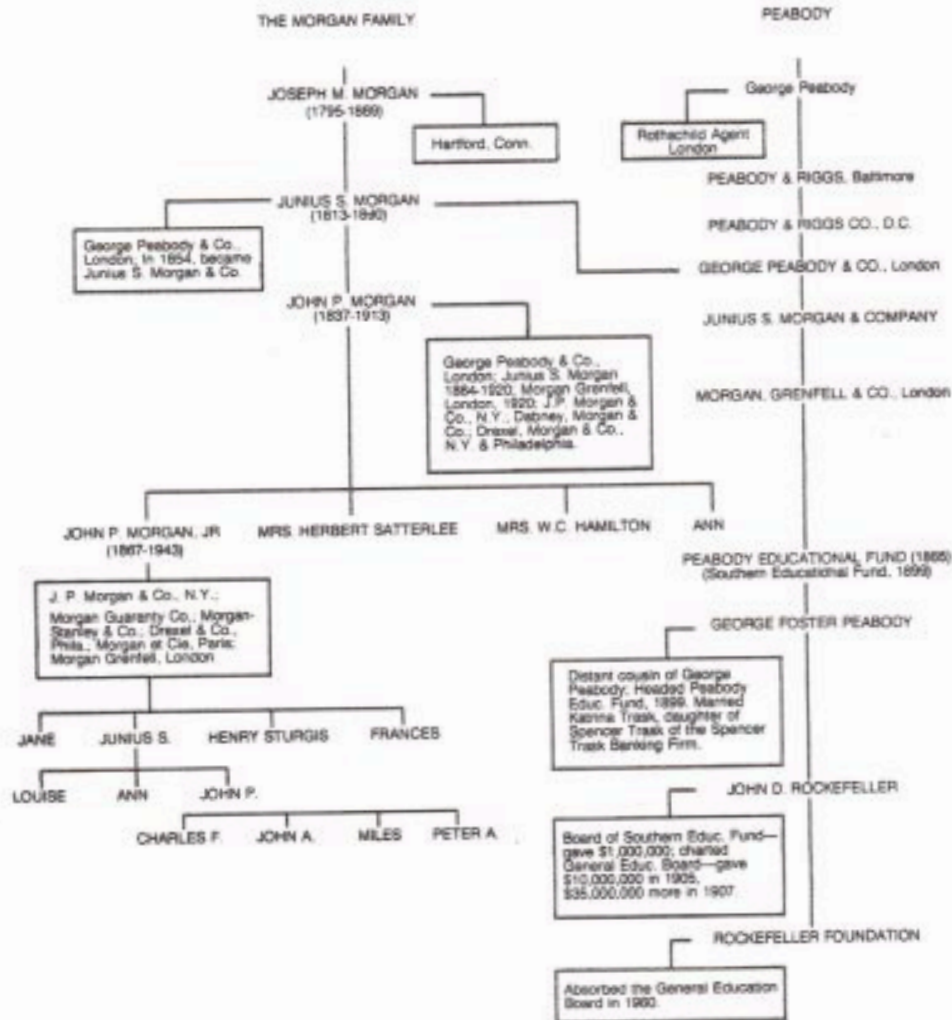 THE MORGAN FAMILY
JOSEPH M. MORGAN
(1795-1869)
Hartford, Conn.
JUNIUS S. MORGAN
(1813-1890)
George Peabody & Co.,
London; In 1864, became
Junius S. Morgan & Co.
JOHN P. MORGAN
(1837-1913)
George Peabody & Co.,
London; Junius S. Morgan
1864-1920; Morgan Grenfell,
London, 1920; J.P. Morgan &
Co., N.Y.; Dabney, Morgan &
Co.; Drexel, Morgan & Co.,
N.Y. & Philadelphia.
JOHN P. MORGAN, JR
(1867-1943)
MRS. HERBERT SATTERLEE
MRS. W.C. HAMILTON
ANN
J. P. Morgan & Co., N.Y.;
Morgan Guaranty Co., Morgan-
Stanley & Co.; Drexel & Co.,
Phila.; Morgan et Cie, Paris;
Morgan Grenfell, London
JANE
JUNIUS S.
HENRY STURGIS
FRANCES
LOUISE
ANN
JOHN P.
CHARLES F.
JOHN A.
MILES
PETER A.
PEABODY
George Peabody
Rothschild Agent
London
PEABODY & RIGGS, Baltimore
PEABODY & RIGGS CO., D.C.
GEORGE PEABODY & CO., London
JUNIUS S. MORGAN & COMPANY
MORGAN, GRENFELL & CO., London
PEABODY EDUCATIONAL FUND (1865)
(Southern Educational Fund, 1899)
GEORGE FOSTER PEABODY
Distant cousin of George
Peabody; Headed Peabody
Educ. Fund, 1899. Married
Katrina Trask, daughter of
Spencer Trask of the Spencer
Trask Banking Firm.
JOHN D. ROCKEFELLER
Board of Southern Educ. Fund—
gave $1,000,000; charted
General Educ. Board—gave
$10,000,000 in 1905,
$35,000,000 more in 1907.
ROCKEFELLER FOUNDATION
Absorbed the General Education
Board in 1960.